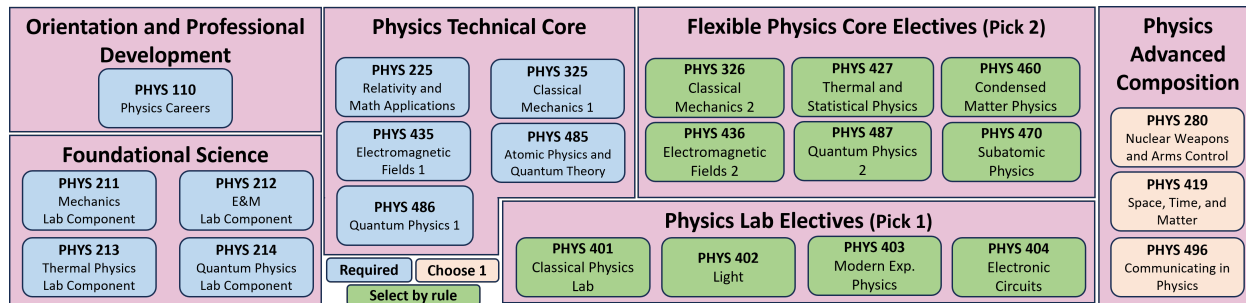 Orientation and Professional
Development
PHYS 110
Physics Careers
Foundational Science
PHYS 211
Mechanics
Lab Component
PHYS 212
E&M
Lab Component
PHYS 213
Thermal Physics
Lab Component
PHYS 214
Quantum Physics
Lab Component
Physics Technical Core
PHYS 225
Relativity and
Math Applications
PHYS 325
Classical
Mechanics 1
PHYS 435
Electromagnetic
Fields 1
PHYS 485
Atomic Physics and
Quantum Theory
PHYS 486
Quantum Physics 1
Required
Choose 1
Select by rule
Flexible Physics Core Electives (Pick 2)
PHYS 326
Classical
Mechanics 2
PHYS 427
Thermal and
Statistical Physics
PHYS 460
Condensed
Matter Physics
PHYS 436
Electromagnetic
Fields 2
PHYS 487
Quantum Physics
2
PHYS 470
Subatomic
Physics
Physics Lab Electives (Pick 1)
PHYS 401
Classical Physics
Lab
PHYS 402
Light
PHYS 403
Modern Exp.
Physics
PHYS 404
Electronic
Circuits
Physics
Advanced
Composition
PHYS 280
Nuclear Weapons
and Arms Control
PHYS 419
Space, Time, and
Matter
PHYS 496
Communicating in
Physics